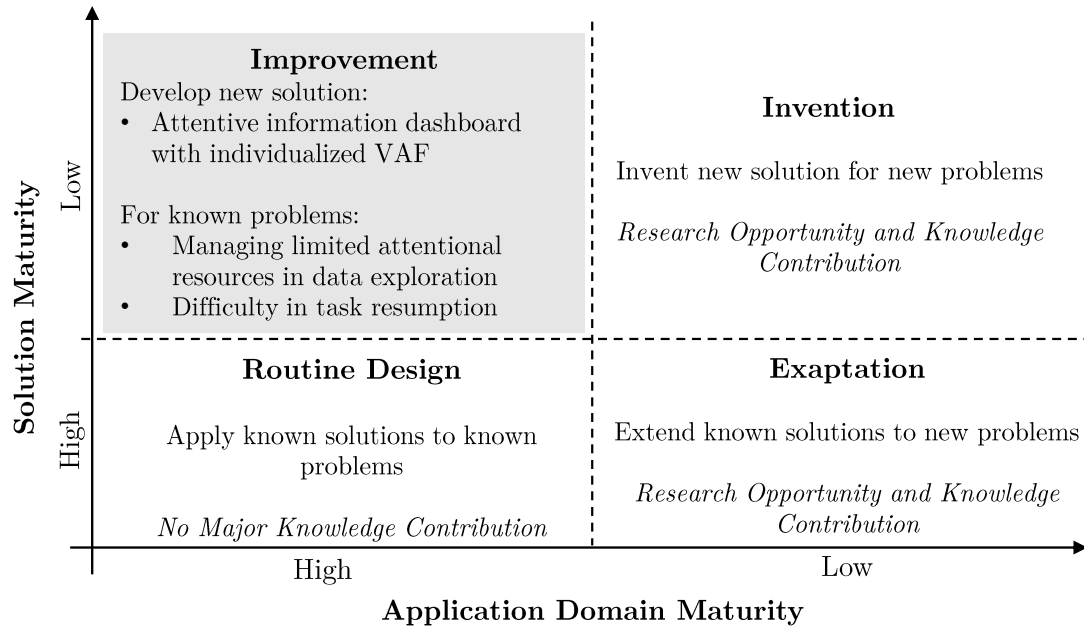 Improvement
Develop new solution:
• Attentive information dashboard
with individualized VAF
For known problems:
• Managing limited attentional
resources in data exploration
• Difficulty in task resumption
Invention
Invent new solution for new problems
Research Opportunity and Knowledge
Contribution
Routine Design
Apply known solutions to known
problems
No Major Knowledge Contribution
Exaptation
Extend known solutions to new problems
Research Opportunity and Knowledge
Contribution
Solution Maturity
Low
High
High
Low
Application Domain Maturity